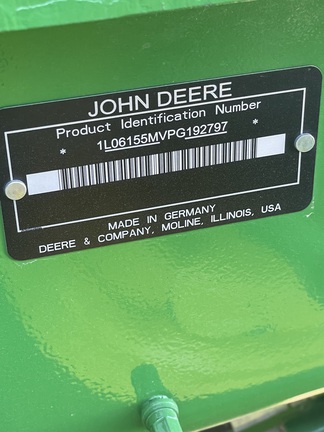 JOHN DEERE
Product Identification Number
* 1L06155MVPG192797 *
MADE IN GERMANY
DEERE & COMPANY, MOLINE, ILLINOIS, USA